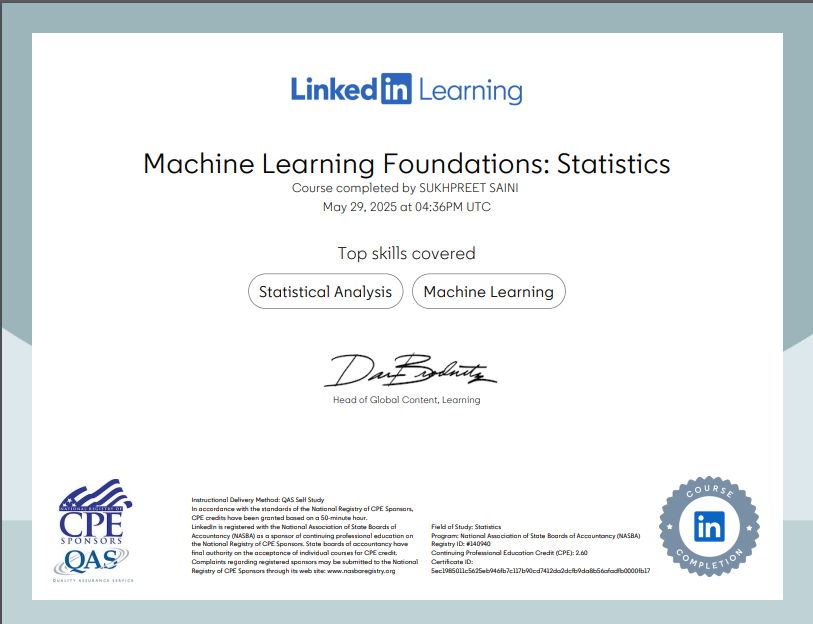 Linked in Learning
Machine Learning Foundations: Statistics
Course completed by SUKHPREET SAINI
May 29, 2025 at 04:36PM UTC
Top skills covered
Statistical Analysis
Machine Learning
Head of Global Content, Learning
NATIONAL REGISTRY OF
CPE
SPONSORS
QAS
QUALITY ASSURANCE SERVICE
Instructional Delivery Method: QAS Self Study
In accordance with the standards of the National Registry of CPE Sponsors,
CPE credits have been granted based on a 50-minute hour.
LinkedIn is registered with the National Association of State Boards of
Accountancy (NASBA) as a sponsor of continuing professional education on
the National Registry of CPE Sponsors. State boards of accountancy have
final authority on the acceptance of individual courses for CPE credit.
Complaints regarding registered sponsors may be submitted to the National
Registry of CPE Sponsors through its web site: www.nasbaregistry.org
Field of Study: Statistics
Program: National Association of State Boards of Accountancy (NASBA)
Registry ID: #140940
Continuing Professional Education Credit (CPE): 2.60
Certificate ID:
COURSE
in
COMPLETION